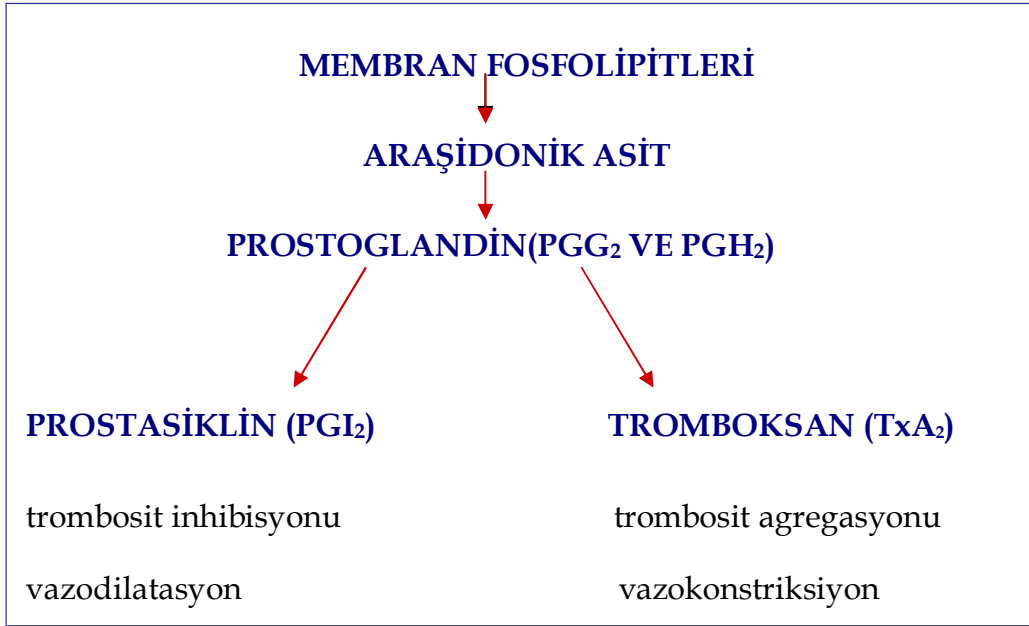 MEMBRAN FOSFOLİPİTLERİ
ARAŞİDONİK ASİT
PROSTOGLANDİN(PGG₂ VE PGH₂)
PROSTASİKLİN (PGI₂) TROMBOKSAN (TxA₂)
trombosit inhibisyonu trombosit agregasyonu
vazodilatasyon vazokonstriksiyon